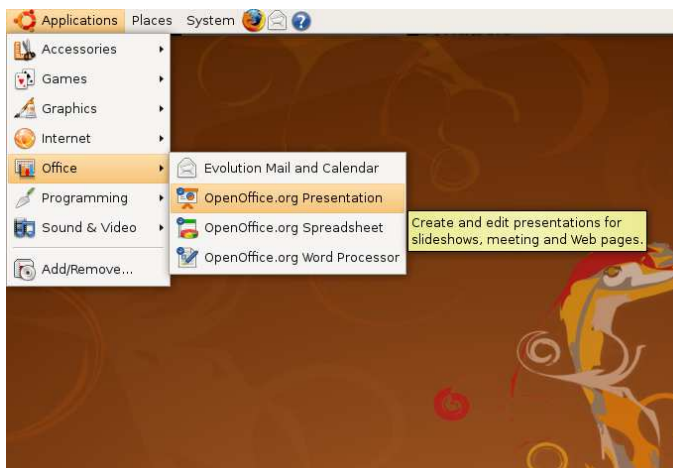 Applications Places System
Accessories
Games
Graphics
Internet
Office
Programming
Sound & Video
Add/Remove...
Evolution Mail and Calendar
OpenOffice.org Presentation
OpenOffice.org Spreadsheet
OpenOffice.org Word Processor
Create and edit presentations for
slideshows, meeting and Web pages.